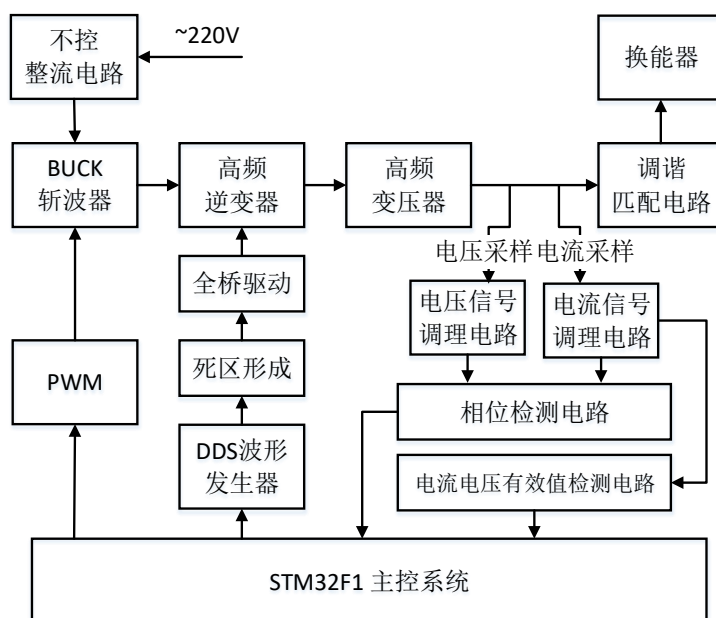 不控
整流电路
~220V
换能器
BUCK
斩波器
高频
逆变器
高频
变压器
调谐
匹配电路
电压采样
电流采样
全桥驱动
电压信号
调理电路
电流信号
调理电路
PWM
死区形成
相位检测电路
DDS波形
发生器
电流电压有效值检测电路
STM32F1 主控系统